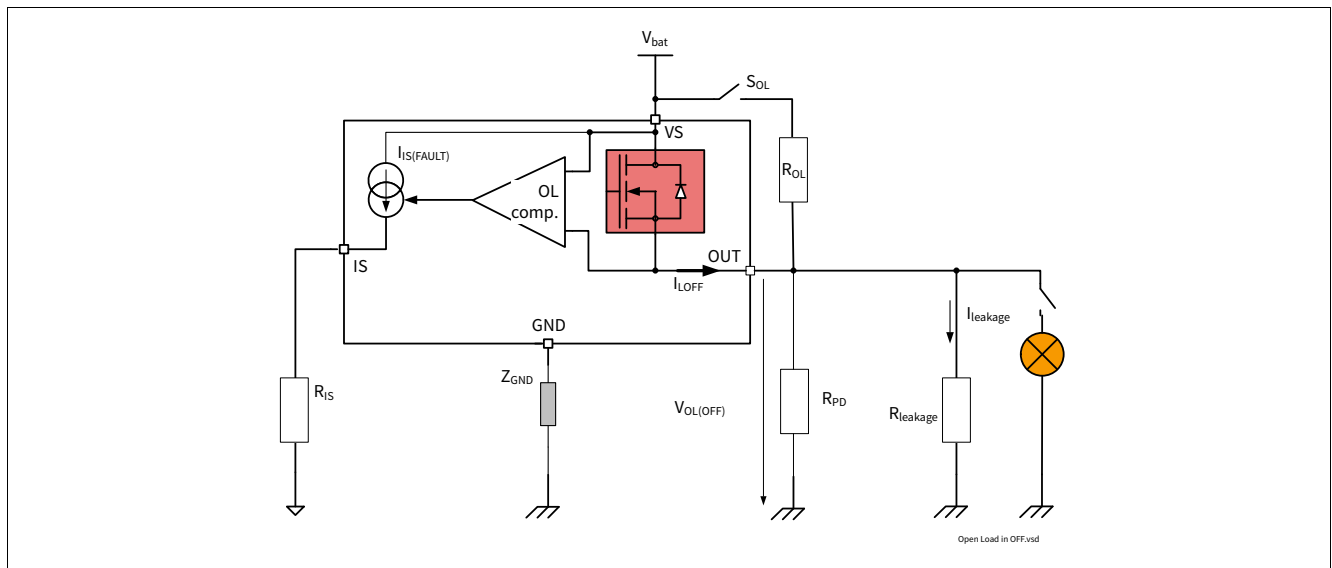 Vbat
SOL
VS
IIS(FAULT)
ROL
OL
comp.
OUT
IS
ILOFF
Ileakage
GND
ZGND
RIS
VOL(OFF)
RPD
Rleakage
Open Load in OFF.vsd